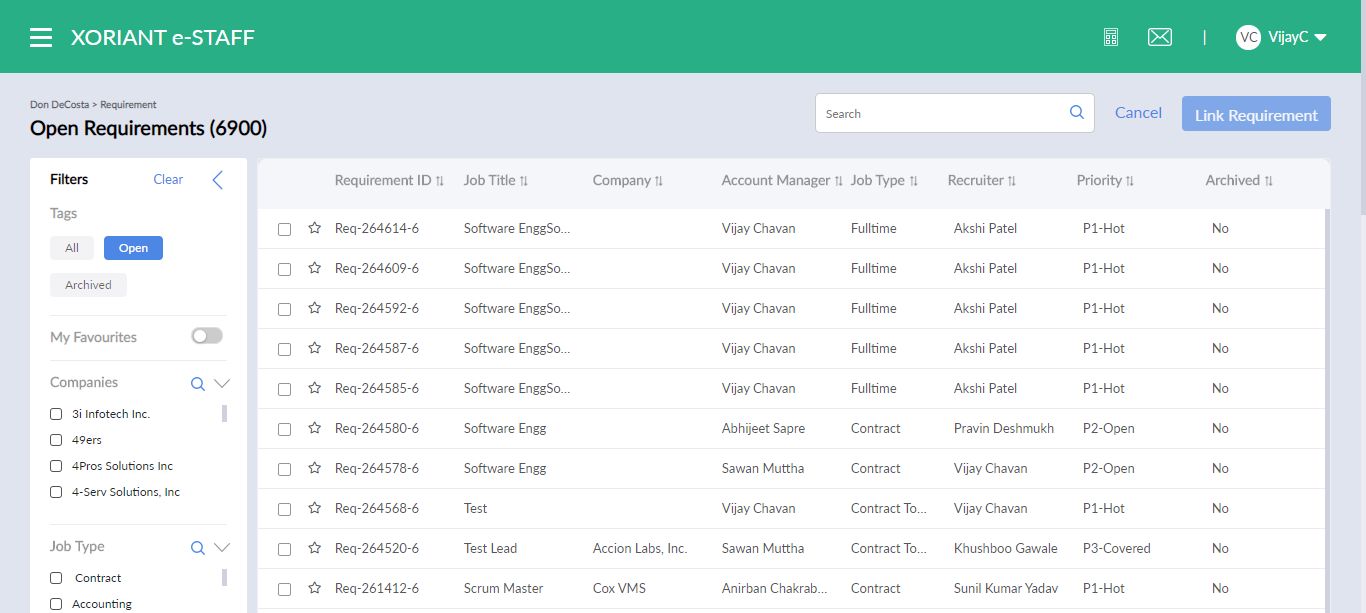 XORIANT e-STAFF
|
VC VijayC
Don DeCosta > Requirement
Open Requirements (6900)
Search
Cancel
Link Requirement
Filters
Clear
Tags
All
Open
Archived
My Favourites
Companies
3i Infotech Inc.
49ers
4Pros Solutions Inc
4-Serv Solutions, Inc
Job Type
Contract
Accounting
Requirement ID Job Title Company Account Manager Job Type Recruiter Priority Archived
Req-264614-6 Software EnggSo... Vijay Chavan Fulltime Akshi Patel P1-Hot No
Req-264609-6 Software EnggSo... Vijay Chavan Fulltime Akshi Patel P1-Hot No
Req-264592-6 Software EnggSo... Vijay Chavan Fulltime Akshi Patel P1-Hot No
Req-264587-6 Software EnggSo... Vijay Chavan Fulltime Akshi Patel P1-Hot No
Req-264585-6 Software EnggSo... Vijay Chavan Fulltime Akshi Patel P1-Hot No
Req-264580-6 Software Engg Abhijeet Sapre Contract Pravin Deshmukh P2-Open No
Req-264578-6 Software Engg Sawan Muttha Contract Vijay Chavan P2-Open No
Req-264568-6 Test Vijay Chavan Contract To... Vijay Chavan P1-Hot No
Req-264520-6 Test Lead Accion Labs, Inc. Sawan Muttha Contract To... Khushboo Gawale P3-Covered No
Req-261412-6 Scrum Master Cox VMS Anirban Chakrab... Contract Sunil Kumar Yadav P1-Hot No